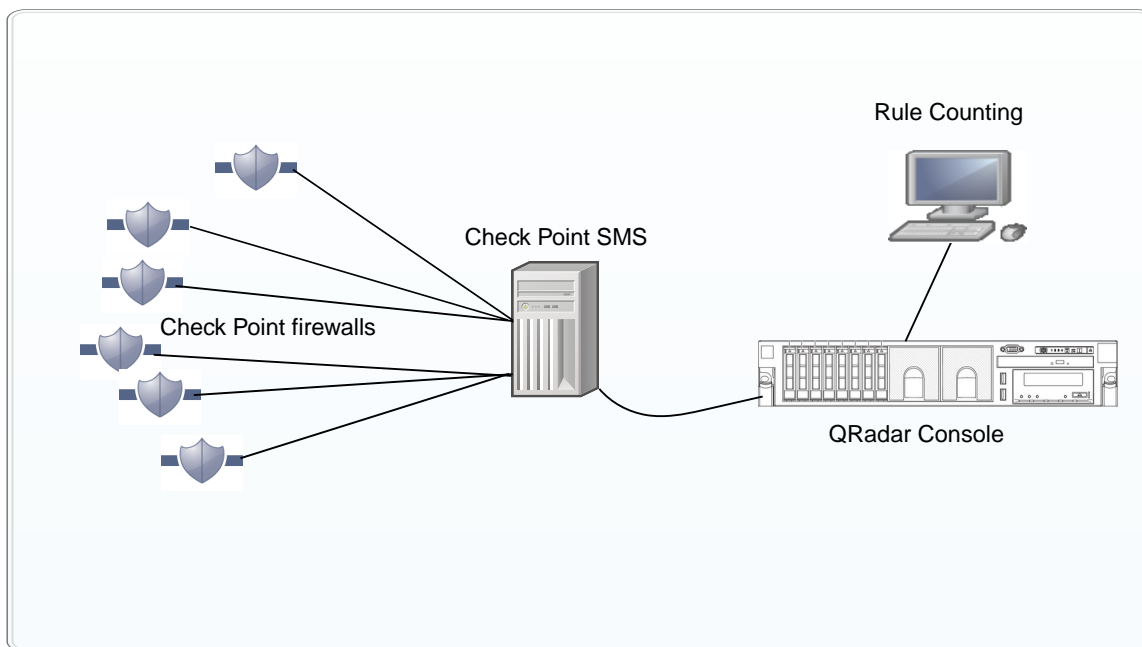 Rule Counting
Check Point SMS
Check Point firewalls
QRadar Console